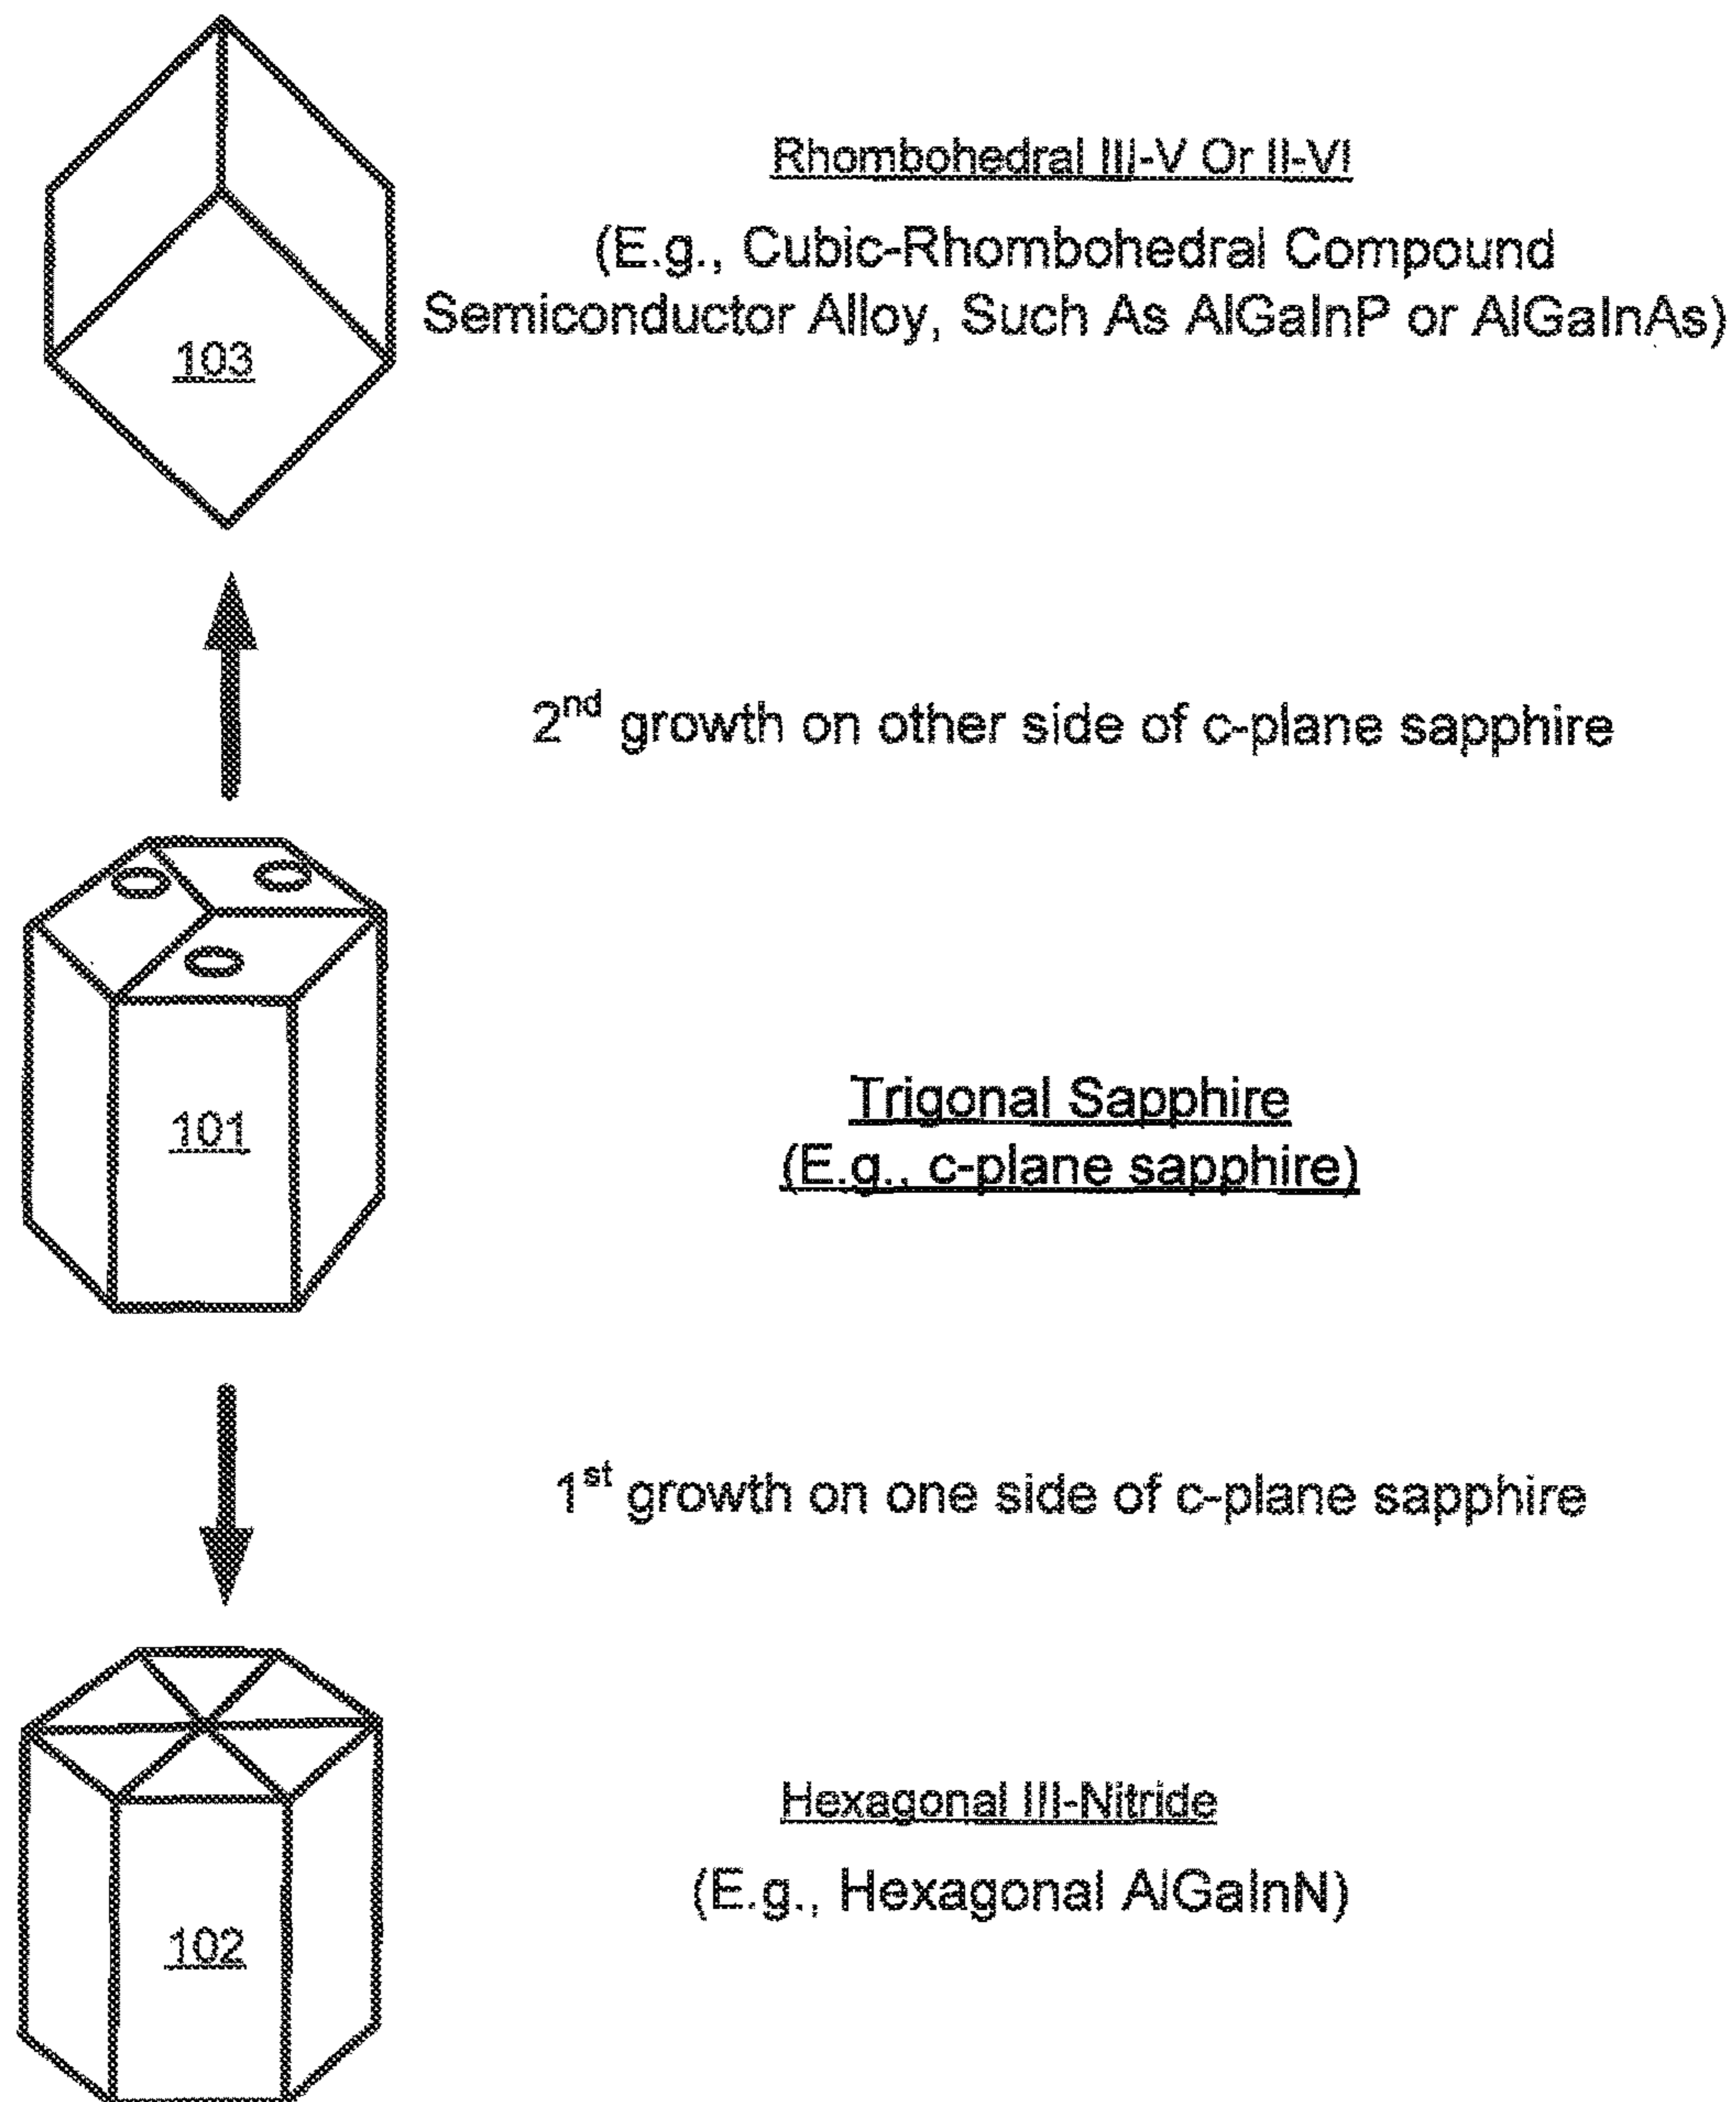 Rhombohedral III-V Or II-VI
(E.g., Cubic-Rhombohedral Compound
Semiconductor Alloy, Such As AlGaInP or AlGaInAs)
103
2nd growth on other side of c-plane sapphire
Trigonal Sapphire
(E.g., c-plane sapphire)
101
1st growth on one side of c-plane sapphire
Hexagonal III-Nitride
(E.g., Hexagonal AlGaInN)
102